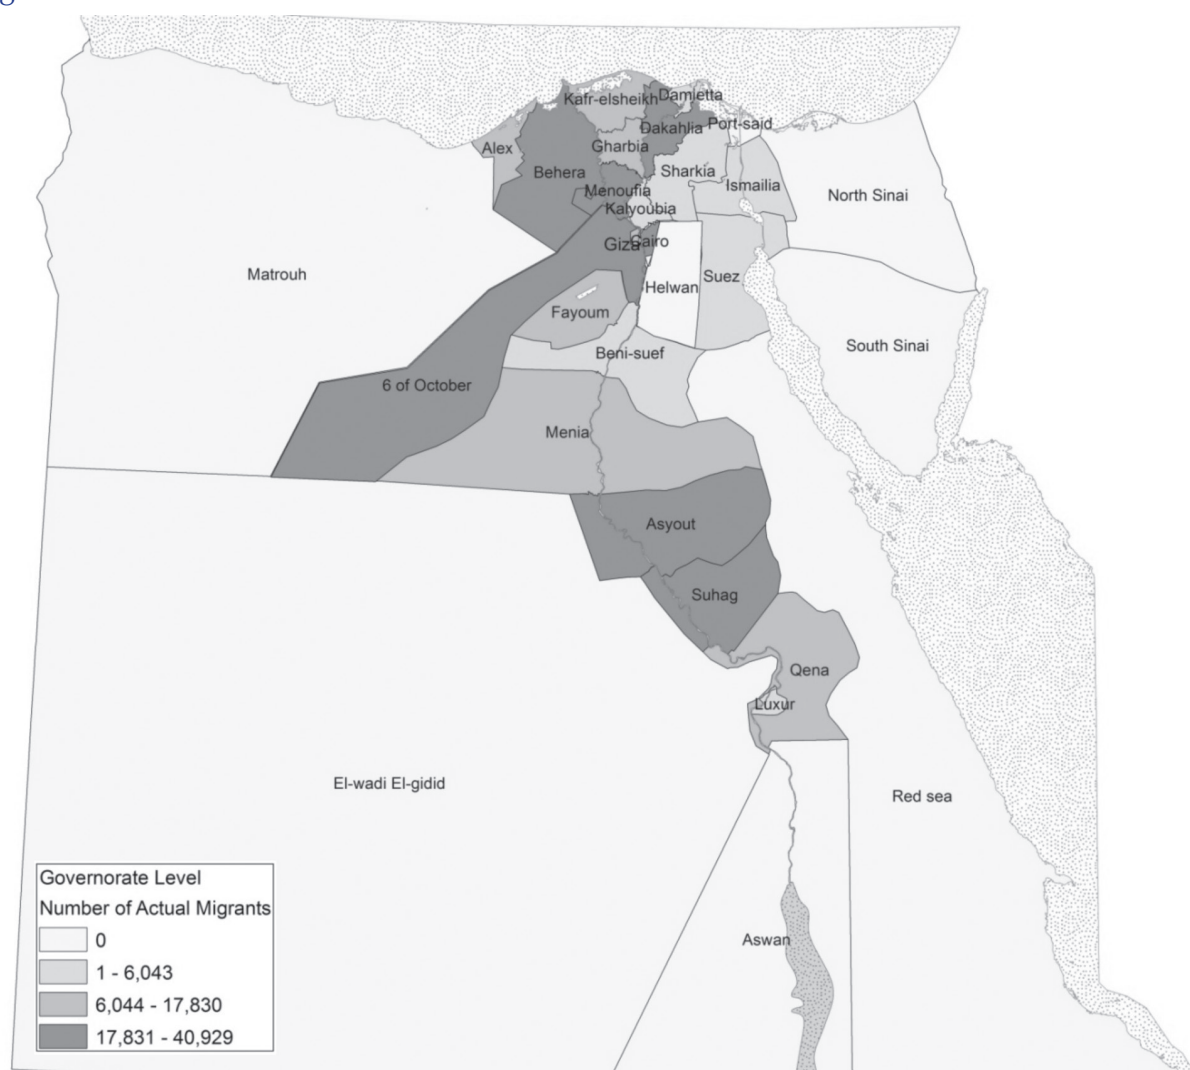 Kafr-elsheikh
Damietta
Alex
Gharbia
Dakahlia
Port-said
Behera
Sharkia
Menoufia
Ismailia
Kalyoubia
North Sinai
Giza
Cairo
Matrouh
Helwan
Suez
Fayoum
South Sinai
Beni-suef
6 of October
Menia
Asyout
Suhag
Qena
Luxur
El-wadi El-gidid
Red sea
Aswan
Governorate Level
Number of Actual Migrants
0
1 - 6,043
6,044 - 17,830
17,831 - 40,929